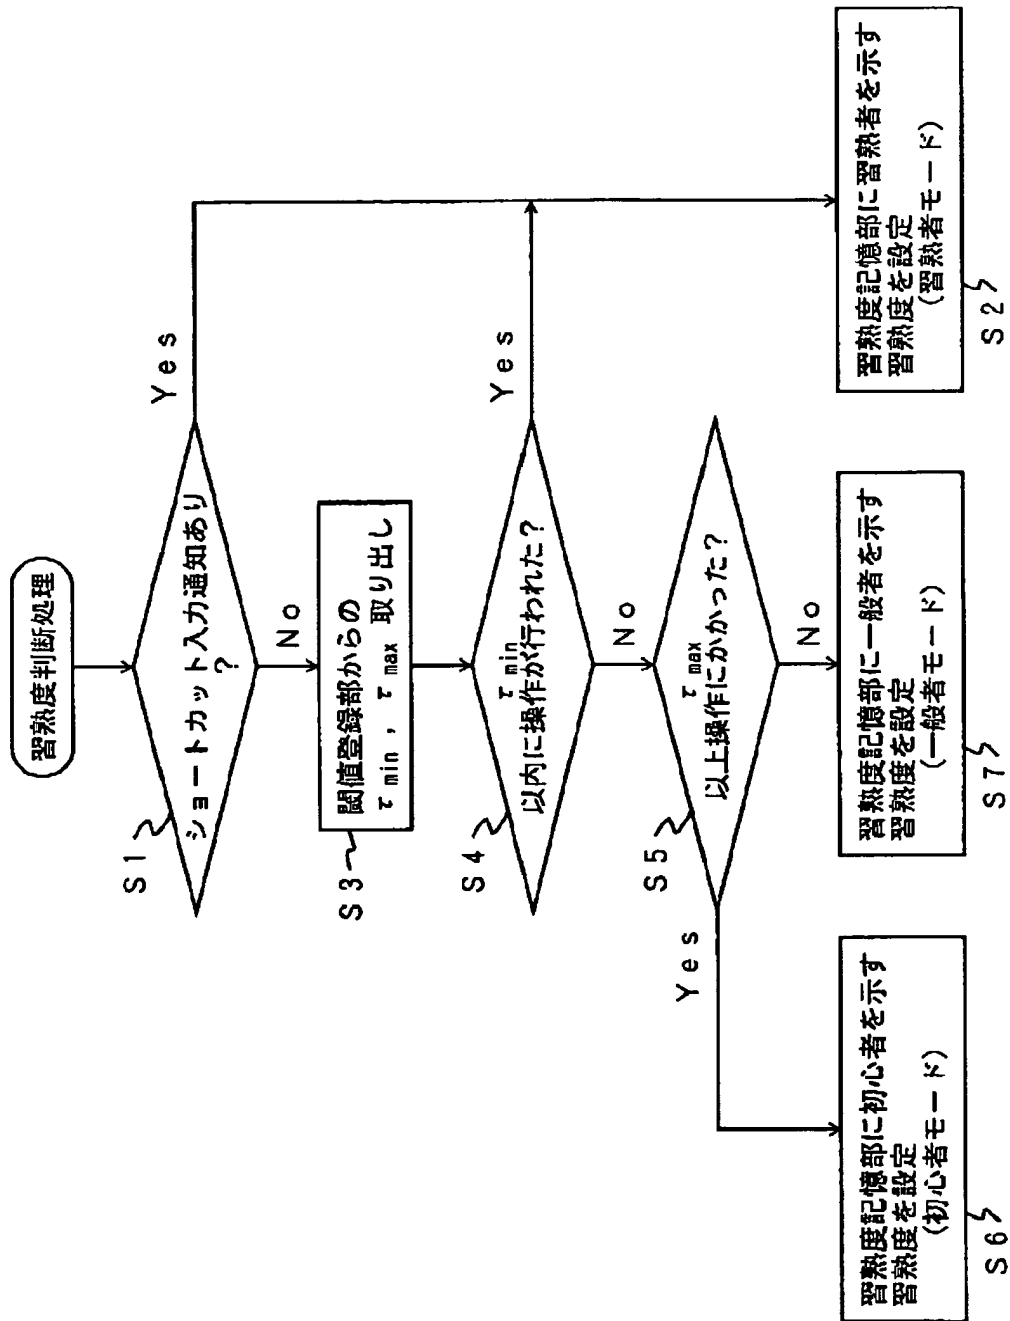 習熟度判断処理
S1
ショートカット入力通知あり
?
Yes
No
S3
閾値登録部からの
τmin , τmax 取り出し
S4
τmin
以内に操作が行われた?
Yes
No
S5
τmax
以上操作にかかった?
Yes
No
習熟度記憶部に初心者を示す
習熟度を設定
(初心者モード)
S6
習熟度記憶部に一般者を示す
習熟度を設定
(一般者モード)
S7
習熟度記憶部に習熟者を示す
習熟度を設定
(習熟者モード)
S2